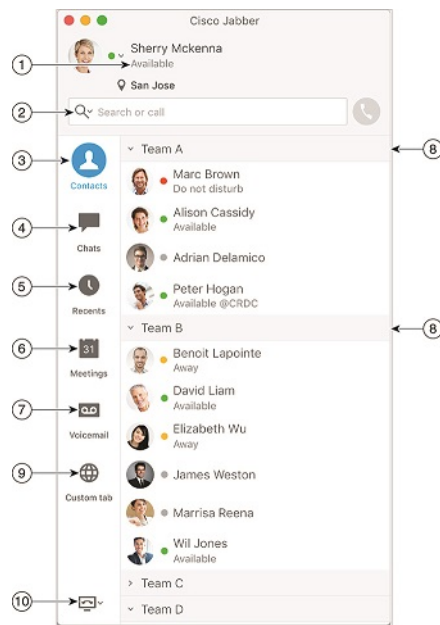 Cisco Jabber
Sherry Mckenna
1
Available
San Jose
2
Search or call
3
Contacts
Team A
8
Marc Brown
Do not disturb
4
Chats
Alison Cassidy
Available
Adrian Delamico
5
Recents
Peter Hogan
Available @CRDC
Team B
8
6
31
Meetings
Benoit Lapointe
Away
David Liam
Available
7
Voicemail
Elizabeth Wu
Away
9
Custom tab
James Weston
Marrisa Reena
Wil Jones
Available
Team C
10
Team D